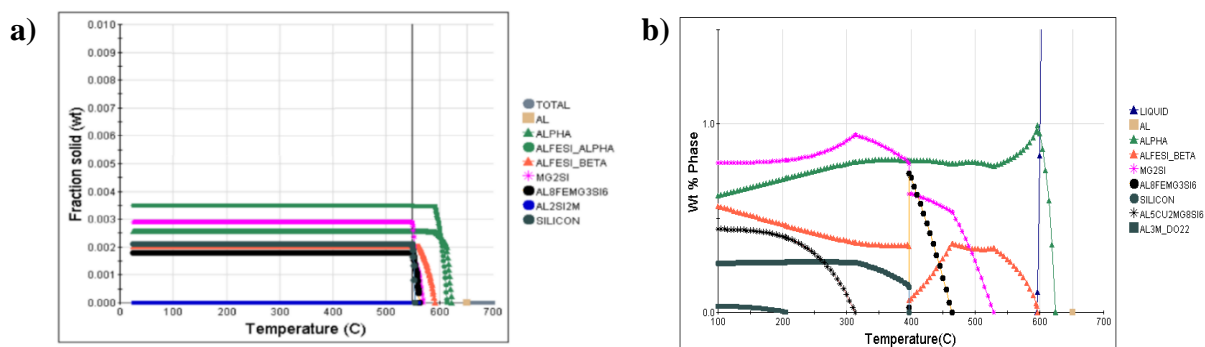 a)
0.010
0.009
0.008
0.007
0.006
0.005
0.004
0.003
0.002
0.001
0.000
Fraction solid (wt)
0 100 200 300 400 500 600 700
Temperature (C)
TOTAL
AL
ALPHA
ALFESI_ALPHA
ALFESI_BETA
MG2SI
AL8FEMG3SI6
AL2SI2M
SILICON
b)
1.0
0.0
Wt % Phase
100 200 300 400 500 600 700
Temperature(C)
LIQUID
AL
ALPHA
ALFESI_BETA
MG2SI
AL8FEMG3SI6
SILICON
AL5CU2MG8SI6
AL3M_DO22